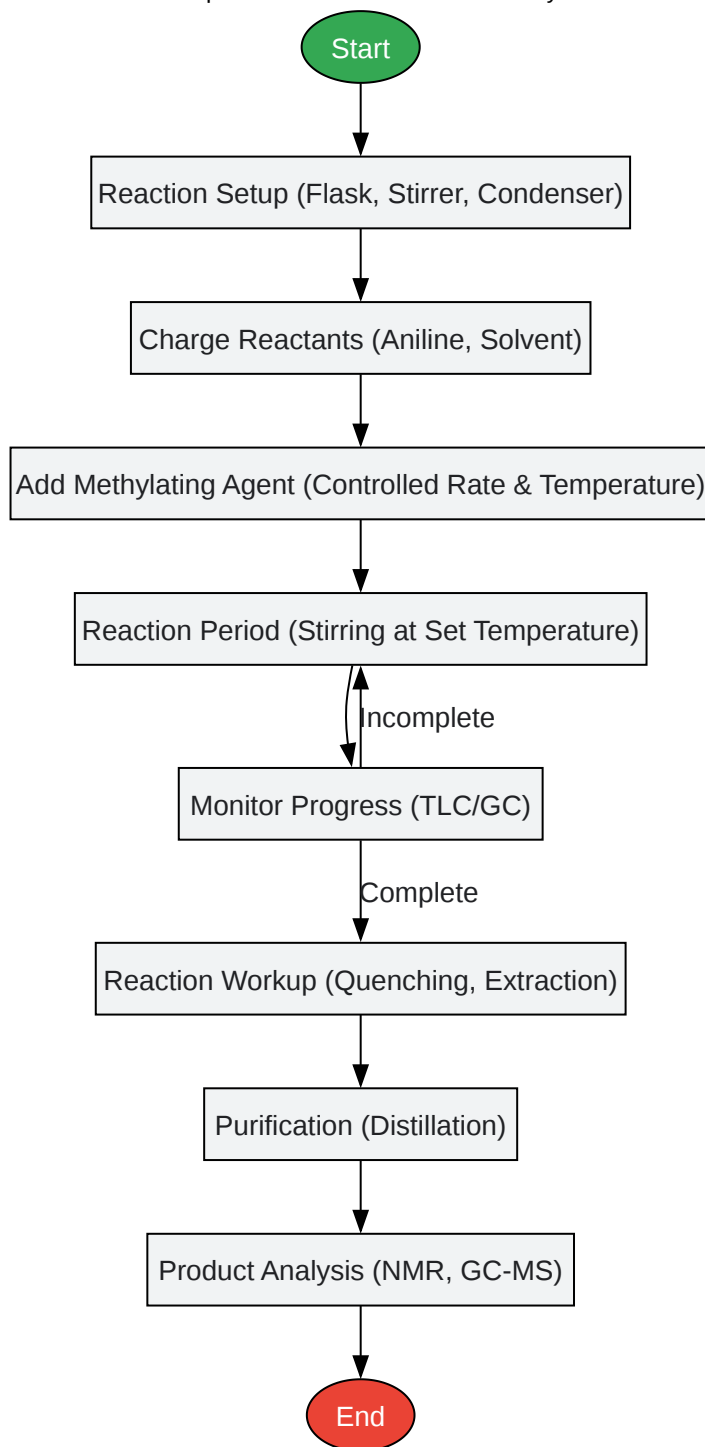 Start
Reaction Setup (Flask, Stirrer, Condenser)
Charge Reactants (Aniline, Solvent)
Add Methylating Agent (Controlled Rate & Temperature)
Reaction Period (Stirring at Set Temperature)
Incomplete
Monitor Progress (TLC/GC)
Complete
Reaction Workup (Quenching, Extraction)
Purification (Distillation)
Product Analysis (NMR, GC-MS)
End